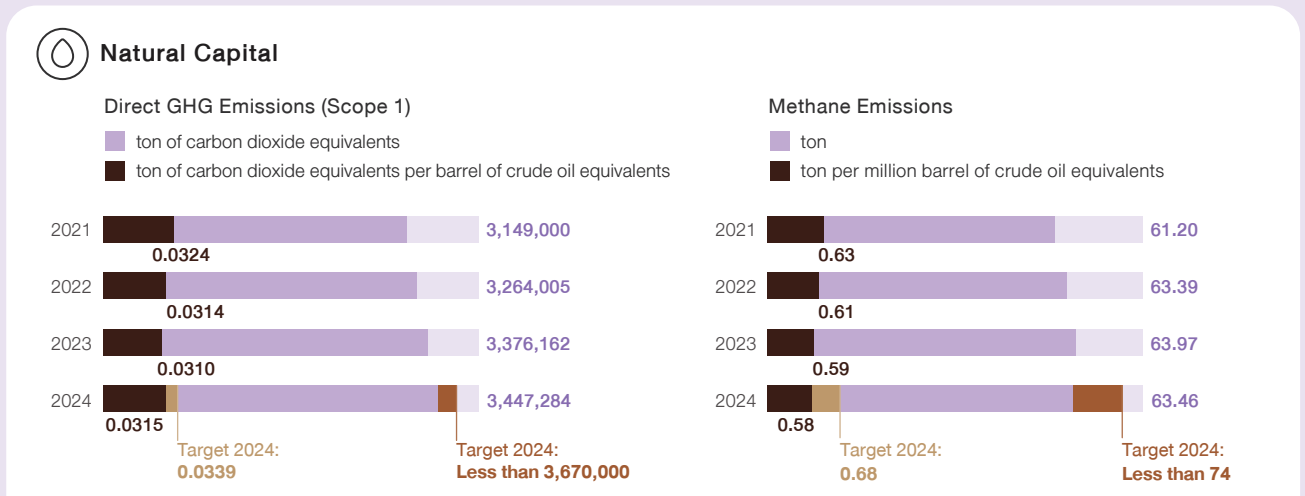 Natural Capital
Direct GHG Emissions (Scope 1)
ton of carbon dioxide equivalents
ton of carbon dioxide equivalents per barrel of crude oil equivalents
2021 3,149,000
0.0324
2022 3,264,005
0.0314
2023 3,376,162
0.0310
2024 3,447,284
0.0315
Target 2024:
0.0339
Target 2024:
Less than 3,670,000
Methane Emissions
ton
ton per million barrel of crude oil equivalents
2021 61.20
0.63
2022 63.39
0.61
2023 63.97
0.59
2024 63.46
0.58
Target 2024:
0.68
Target 2024:
Less than 74